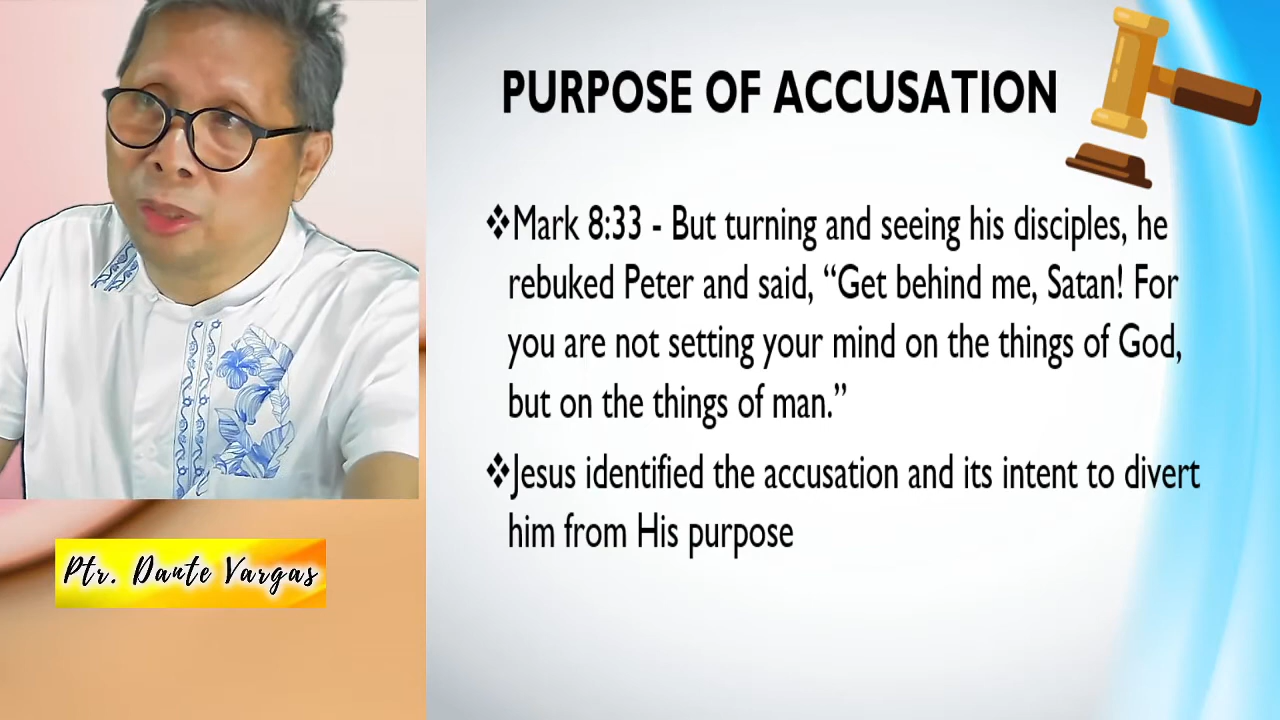 PURPOSE OF ACCUSATION
❖Mark 8:33 - But turning and seeing his disciples, he
rebuked Peter and said, “Get behind me, Satan! For
you are not setting your mind on the things of God,
but on the things of man.”
❖Jesus identified the accusation and its intent to divert
him from His purpose
Ptr. Dante Vargas